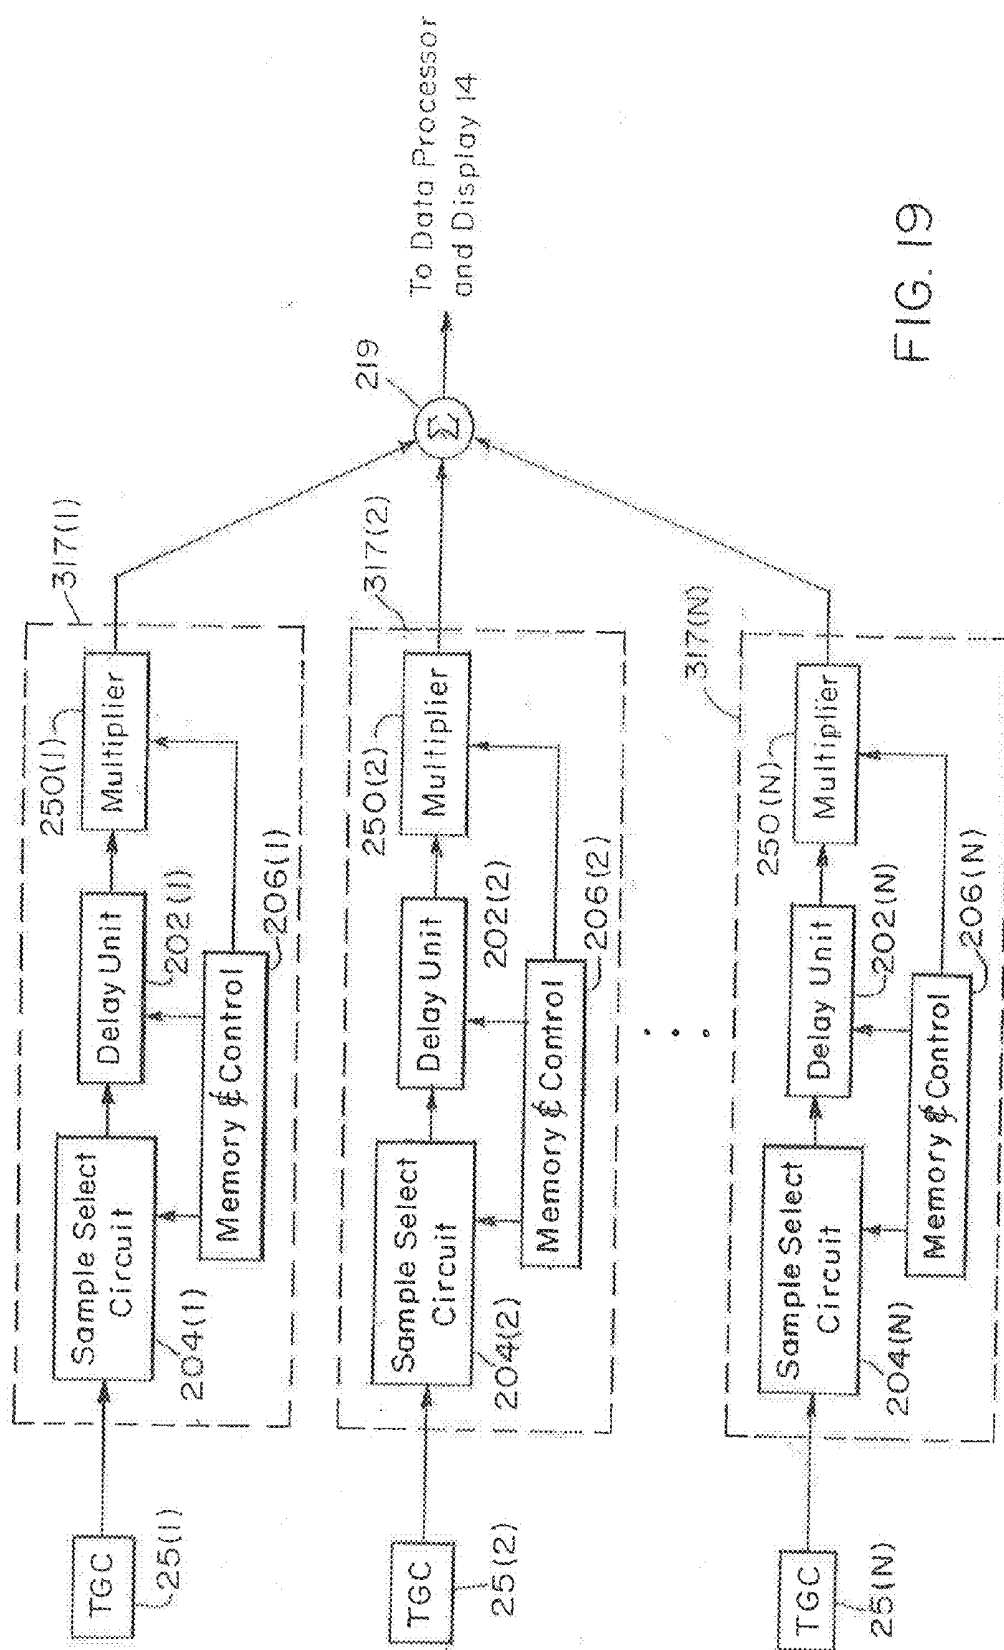 TGC
25(1)
Sample Select
Circuit
204(1)
Delay Unit
202(1)
Memory & Control
206(1)
250(1)
Multiplier
317(1)
TGC
25(2)
Sample Select
Circuit
204(2)
Delay Unit
202(2)
Memory & Control
206(2)
250(2)
Multiplier
317(2)
219
Σ
To Data Processor
and Display 14
. . .
TGC
25(N)
Sample Select
Circuit
204(N)
Delay Unit
202(N)
Memory & Control
206(N)
250(N)
Multiplier
317(N)
FIG. 19